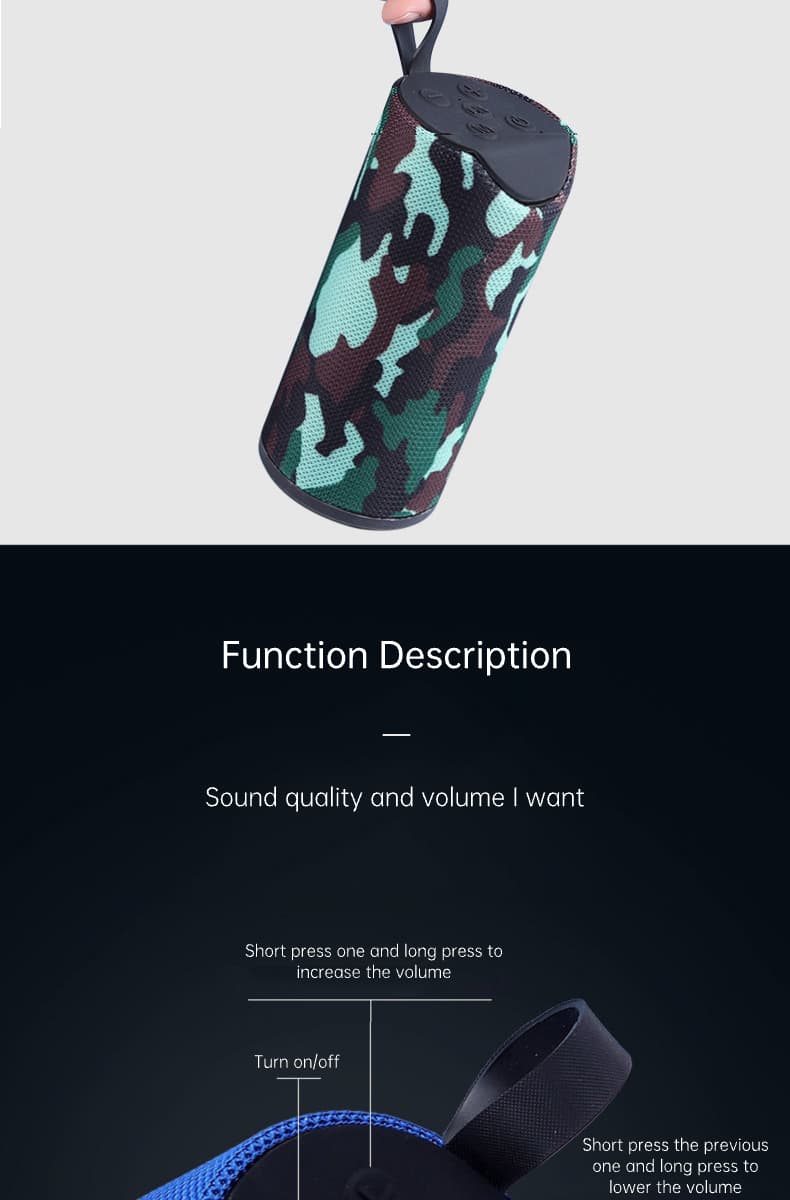 Function Description
Sound quality and volume I want
Short press one and long press to
increase the volume
Turn on/off
Short press the previous
one and long press to
lower the volume